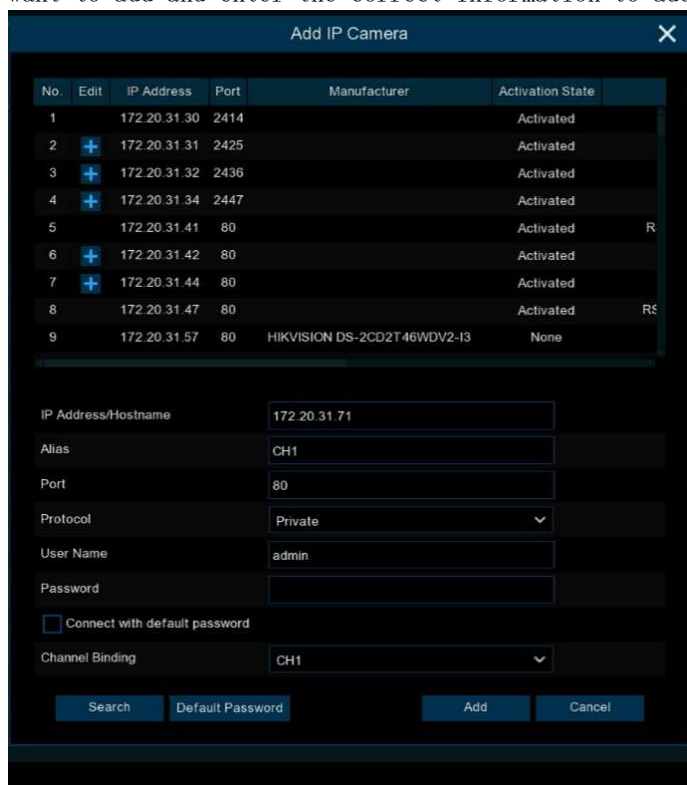 Add IP Camera
No. Edit IP Address Port Manufacturer Activation State
1 172.20.31.30 2414 Activated
2 172.20.31.31 2425 Activated
3 172.20.31.32 2436 Activated
4 172.20.31.34 2447 Activated
5 172.20.31.41 80 Activated R
6 172.20.31.42 80 Activated
7 172.20.31.44 80 Activated
8 172.20.31.47 80 Activated RS
9 172.20.31.57 80 HIKVISION DS-2CD2T46WDV2-I3 None
IP Address/Hostname 172.20.31.71
Alias CH1
Port 80
Protocol Private
User Name admin
Password
Connect with default password
Channel Binding CH1
Search Default Password Add Cancel